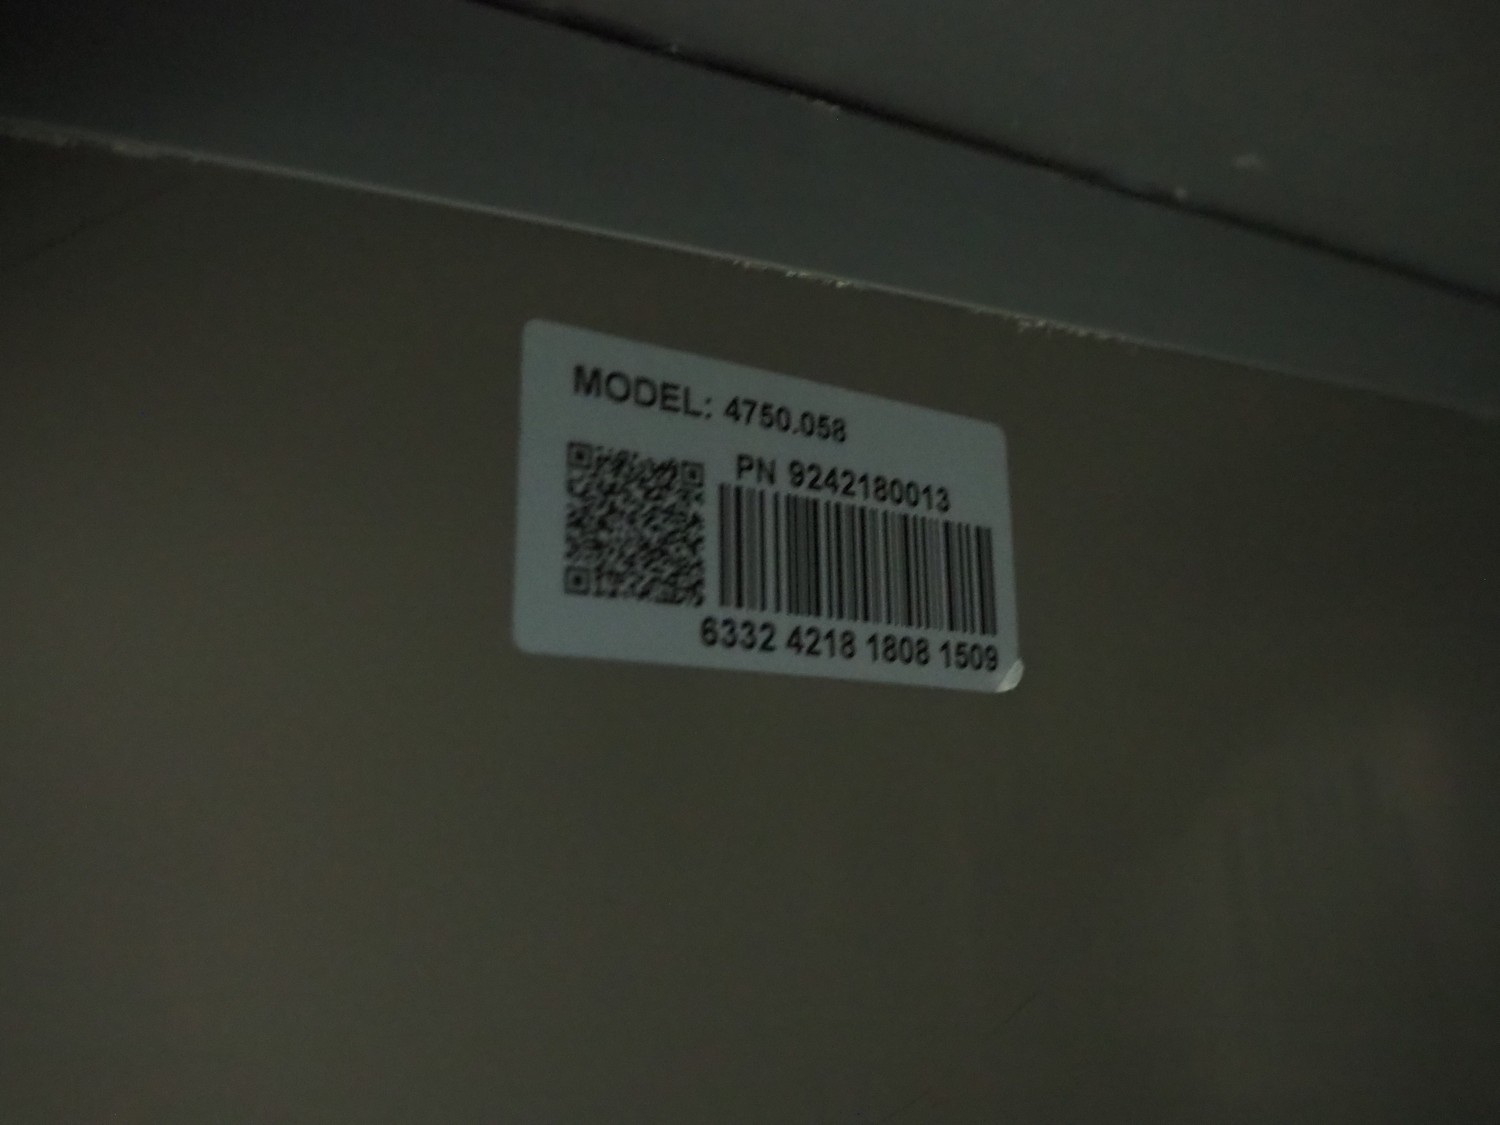 MODEL: 4750.058
PN 9242180013
6332 4218 1808 1509